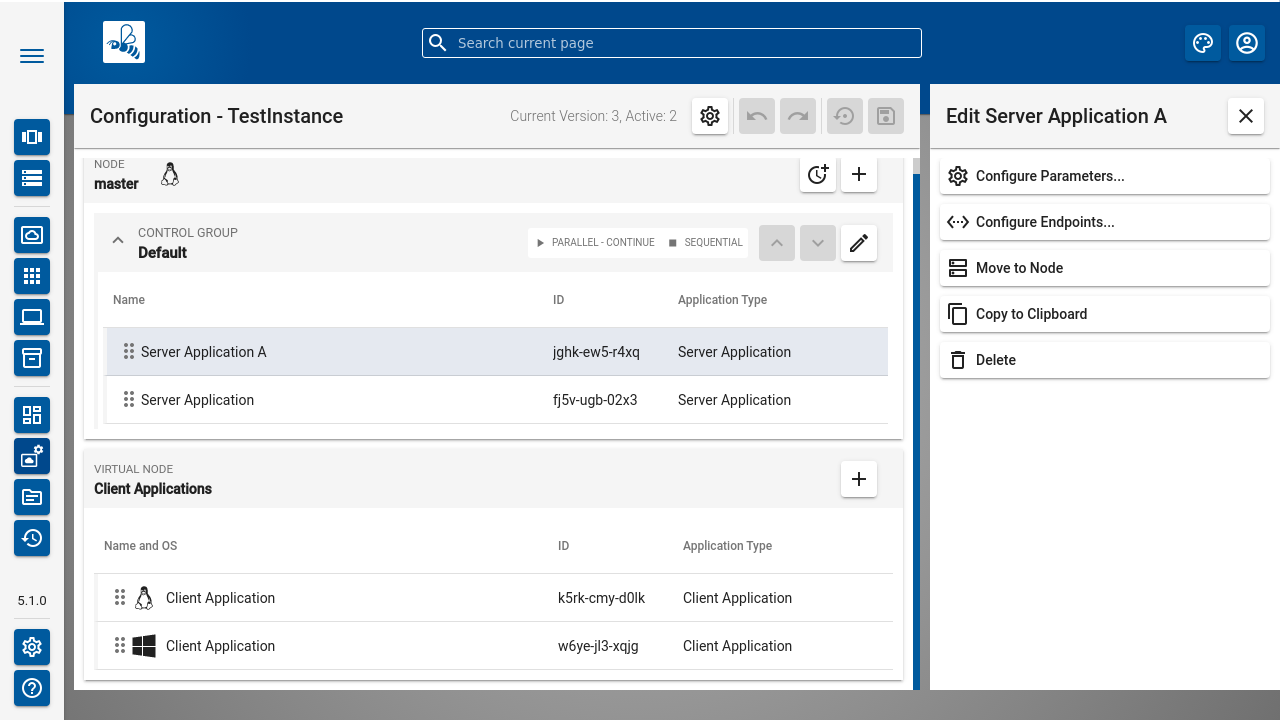 Search current page
Configuration - TestInstance
Current Version: 3, Active: 2
NODE
master
CONTROL GROUP
Default
PARALLEL - CONTINUE
SEQUENTIAL
Name ID Application Type
Server Application A jghk-ew5-r4xq Server Application
Server Application fj5v-ugb-02x3 Server Application
VIRTUAL NODE
Client Applications
Name and OS ID Application Type
Client Application k5rk-cmy-d0lk Client Application
Client Application w6ye-jl3-xqjg Client Application
Edit Server Application A
Configure Parameters...
Configure Endpoints...
Move to Node
Copy to Clipboard
Delete
5.1.0